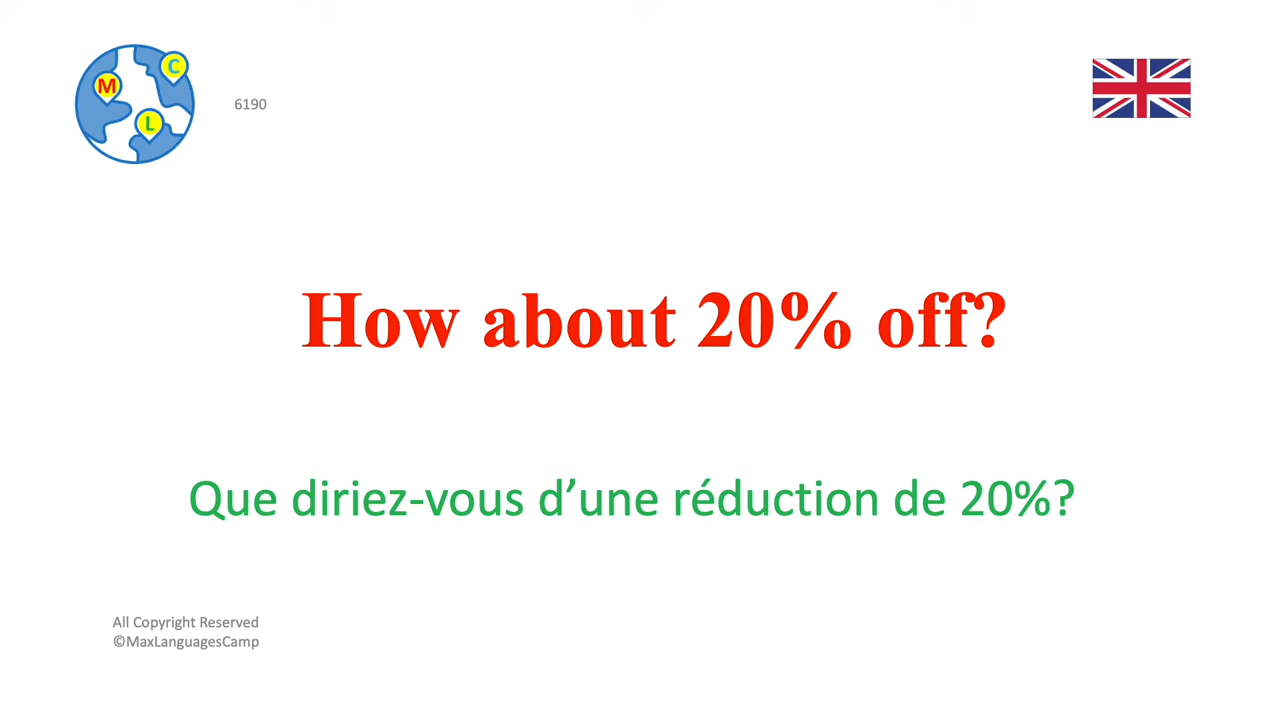 M
C
L
6190
How about 20% off?
Que diriez-vous d’une réduction de 20%?
All Copyright Reserved
©MaxLanguagesCamp